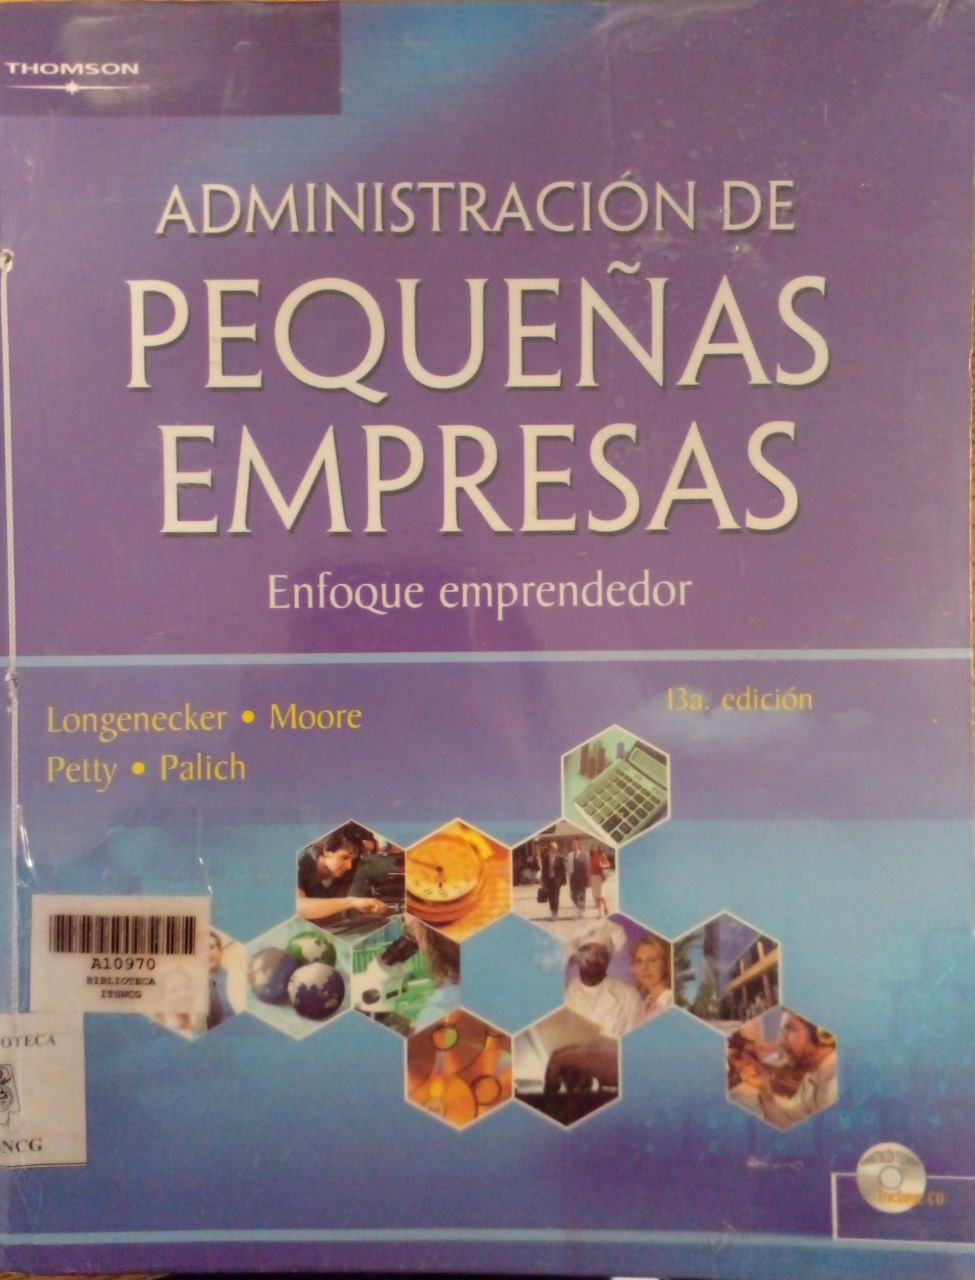 THOMSON
ADMINISTRACIÓN DE
PEQUEÑAS
EMPRESAS
Enfoque emprendedor
13a. edición
Longenecker • Moore
Petty • Palich
A10970
BIBLIOTECA
ITSNCG
OTECA
NCG
Incluye CD